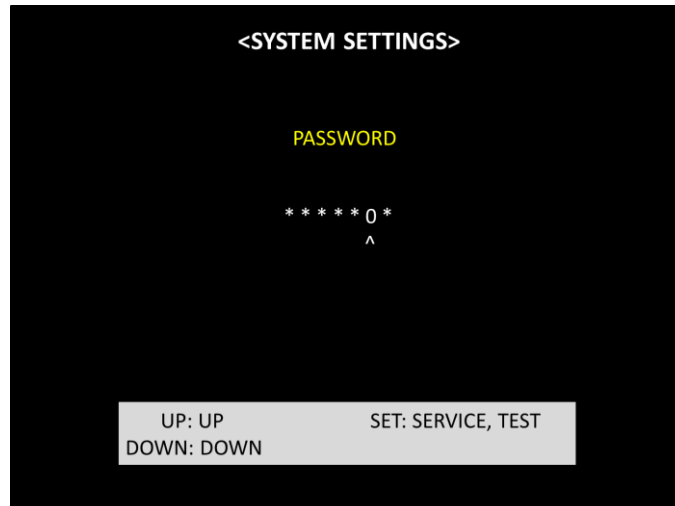 <SYSTEM SETTINGS>
PASSWORD
* * * * * 0 *
^
UP: UP SET: SERVICE, TEST
DOWN: DOWN